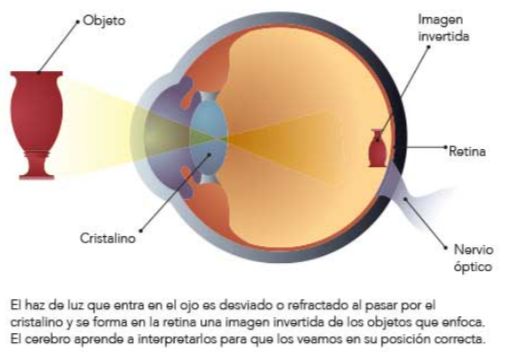 Objeto
Imagen
invertida
Retina
Cristalino
Nervio
óptico
El haz de luz que entra en el ojo es desviado o refractado al pasar por el
cristalino y se forma en la retina una imagen invertida de los objetos que enfoca.
El cerebro aprende a interpretarlos para que los veamos en su posición correcta.